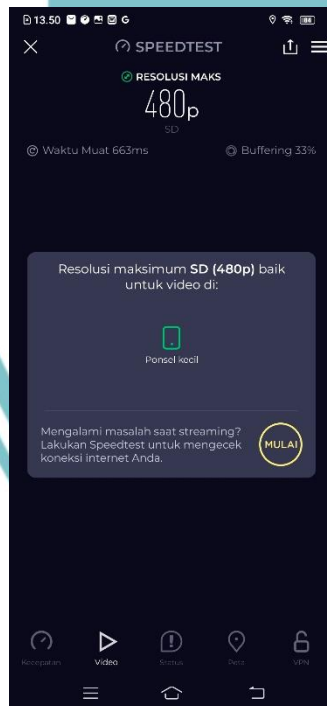 13.50 G 86
SPEEDTEST
RESOLUSI MAKS
480p
SD
Waktu Muat 663ms Buffering 33%
Resolusi maksimum SD (480p) baik
untuk video di:
Ponsel kecil
Mengalami masalah saat streaming?
Lakukan Speedtest untuk mengecek
koneksi internet Anda.
MULAI
Kecepatan Video Status Peta VPN